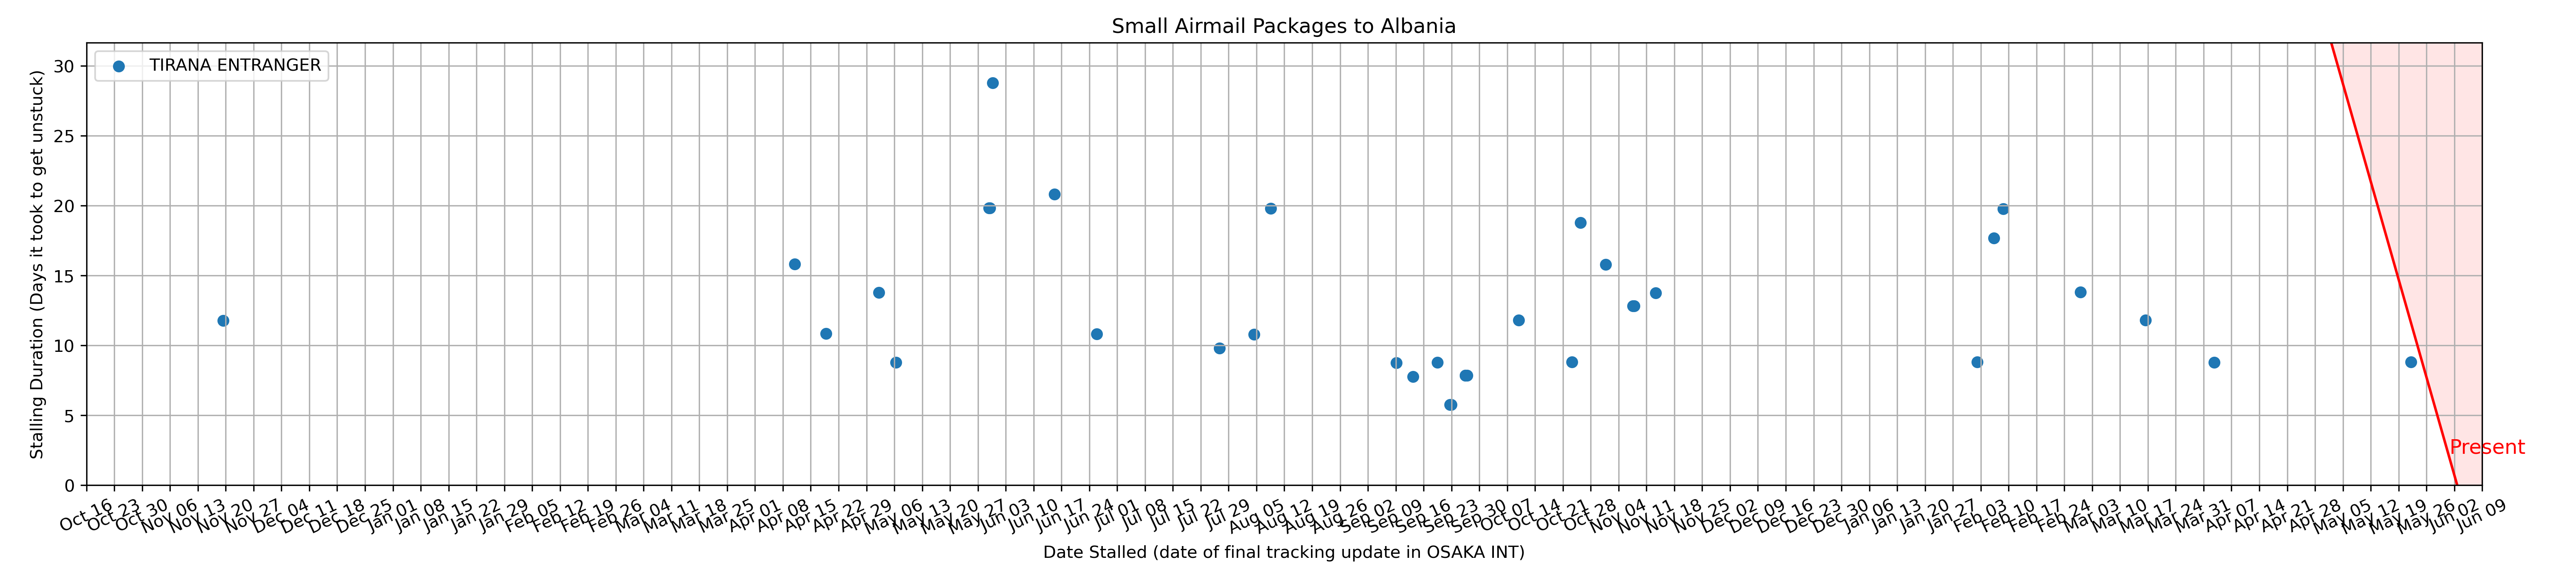 Small Airmail Packages to Albania
TIRANA ENTRANGER
Stalling Duration (Days it took to get unstuck)
30
25
20
15
10
5
0
Present
Oct 16 Oct 23 Oct 30 Nov 06 Nov 13 Nov 20 Nov 27 Dec 04 Dec 11 Dec 18 Dec 25 Jan 01 Jan 08 Jan 15 Jan 22 Jan 29 Feb 05 Feb 12 Feb 19 Feb 26 Mar 04 Mar 11 Mar 18 Mar 25 Apr 01 Apr 08 Apr 15 Apr 22 Apr 29 May 06 May 13 May 20 May 27 Jun 03 Jun 10 Jun 17 Jun 24 Jul 01 Jul 08 Jul 15 Jul 22 Jul 29 Aug 05 Aug 12 Aug 19 Aug 26 Sep 02 Sep 09 Sep 16 Sep 23 Sep 30 Oct 07 Oct 14 Oct 21 Oct 28 Nov 04 Nov 11 Nov 18 Nov 25 Dec 02 Dec 09 Dec 16 Dec 23 Dec 30 Jan 06 Jan 13 Jan 20 Jan 27 Feb 03 Feb 10 Feb 17 Feb 24 Mar 03 Mar 10 Mar 17 Mar 24 Mar 31 Apr 07 Apr 14 Apr 21 Apr 28 May 05 May 12 May 19 May 26 Jun 02 Jun 09
Date Stalled (date of final tracking update in OSAKA INT)